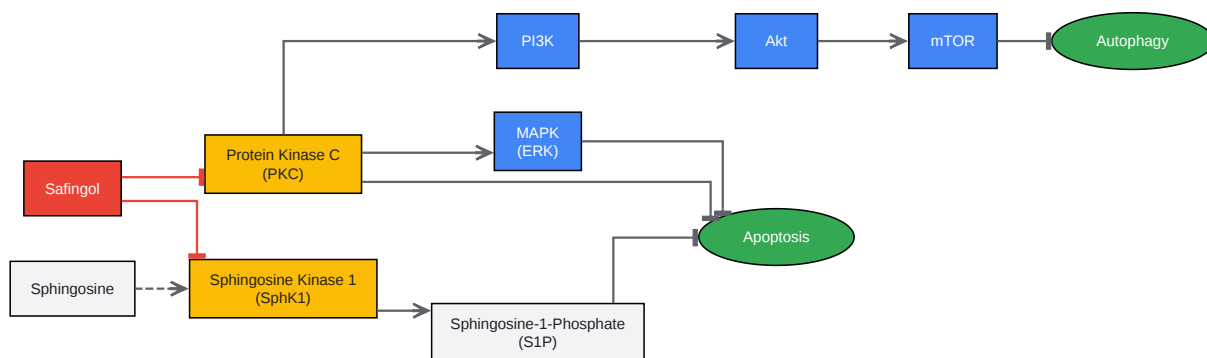 PI3K
Akt
mTOR
Autophagy
MAPK
(ERK)
Protein Kinase C
(PKC)
Safingol
Apoptosis
Sphingosine
Sphingosine Kinase 1
(SphK1)
Sphingosine-1-Phosphate
(S1P)